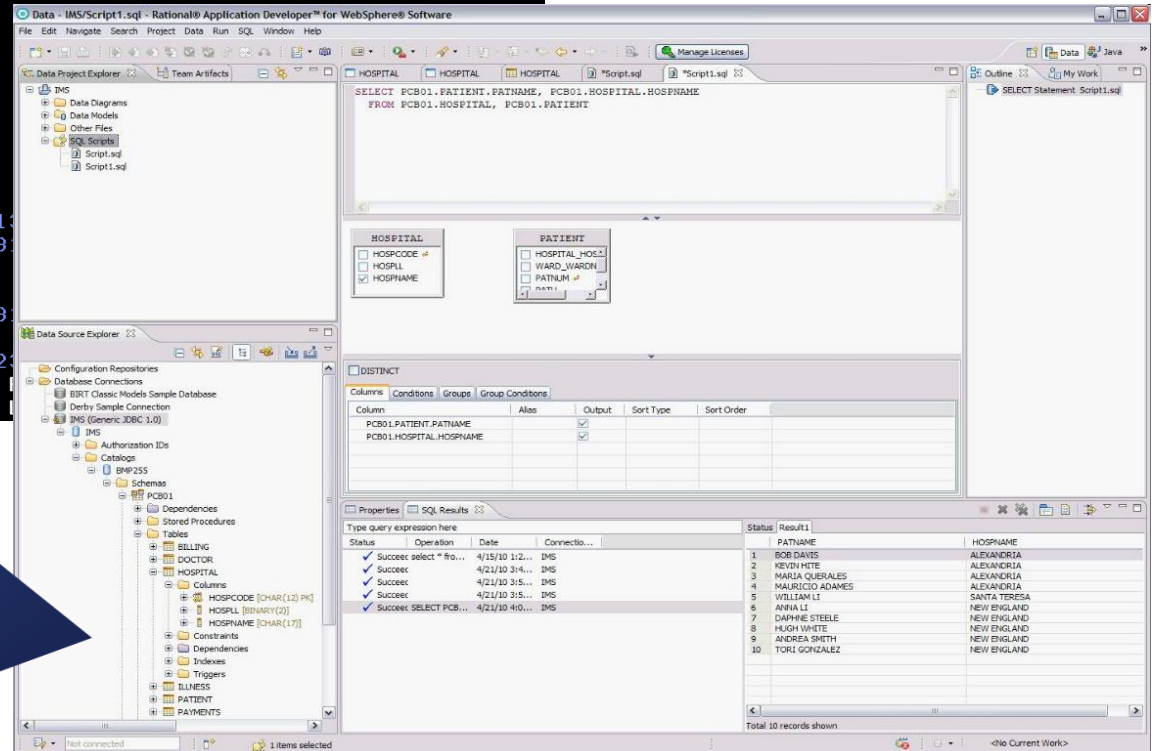 Data - IMS/Script1.sql - Rational® Application Developer™ for WebSphere® Software
File Edit Navigate Search Project Data Run SQL Window Help
Manage Licenses
Data Java »
Data Project Explorer Team Artifacts
IMS
Data Diagrams
Data Models
Other Files
SQL Scripts
Script.sql
Script1.sql
HOSPITAL HOSPITAL HOSPITAL *Script.sql *Script1.sql
SELECT PCB01.PATIENT.PATNAME, PCB01.HOSPITAL.HOSPNAME
FROM PCB01.HOSPITAL, PCB01.PATIENT
HOSPITAL
HOSPCODE
HOSPLL
HOSPNAME
PATIENT
HOSPITAL_HOS
WARD_WARDN
PATNUM
DISTINCT
Columns Conditions Groups Group Conditions
Column Alias Output Sort Type Sort Order
PCB01.PATIENT.PATNAME
PCB01.HOSPITAL.HOSPNAME
Outline My Work
SELECT Statement Script1.sql
Data Source Explorer
Configuration Repositories
Database Connections
BIRT Classic Models Sample Database
Derby Sample Connection
IMS (Generic JDBC 1.0)
IMS
Authorization IDs
Catalogs
BMP255
Schemas
PCB01
Dependencies
Stored Procedures
Tables
BILLING
DOCTOR
HOSPITAL
Columns
HOSPCODE [CHAR(12) PK]
HOSPLL [BINARY(2)]
HOSPNAME [CHAR(17)]
Constraints
Dependencies
Indexes
Triggers
ILLNESS
PATIENT
PAYMENTS
Properties SQL Results
Type query expression here
Status Operation Date Connectio...
Succeec select * fro... 4/15/10 1:2... IMS
Succeec 4/21/10 3:4... IMS
Succeec 4/21/10 3:5... IMS
Succeec 4/21/10 3:5... IMS
Succeec SELECT PCB... 4/21/10 4:0... IMS
Status Result1
PATNAME HOSPNAME
1 BOB DAVIS ALEXANDRIA
2 KEVIN HITE ALEXANDRIA
3 MARIA QUERALES ALEXANDRIA
4 MAURICIO ADAMES ALEXANDRIA
5 WILLIAM LI SANTA TERESA
6 ANNA LI NEW ENGLAND
7 DAPHNE STEELE NEW ENGLAND
8 HUGH WHITE NEW ENGLAND
9 ANDREA SMITH NEW ENGLAND
10 TORI GONZALEZ NEW ENGLAND
Total 10 records shown
Not connected 1 items selected <No Current Work>